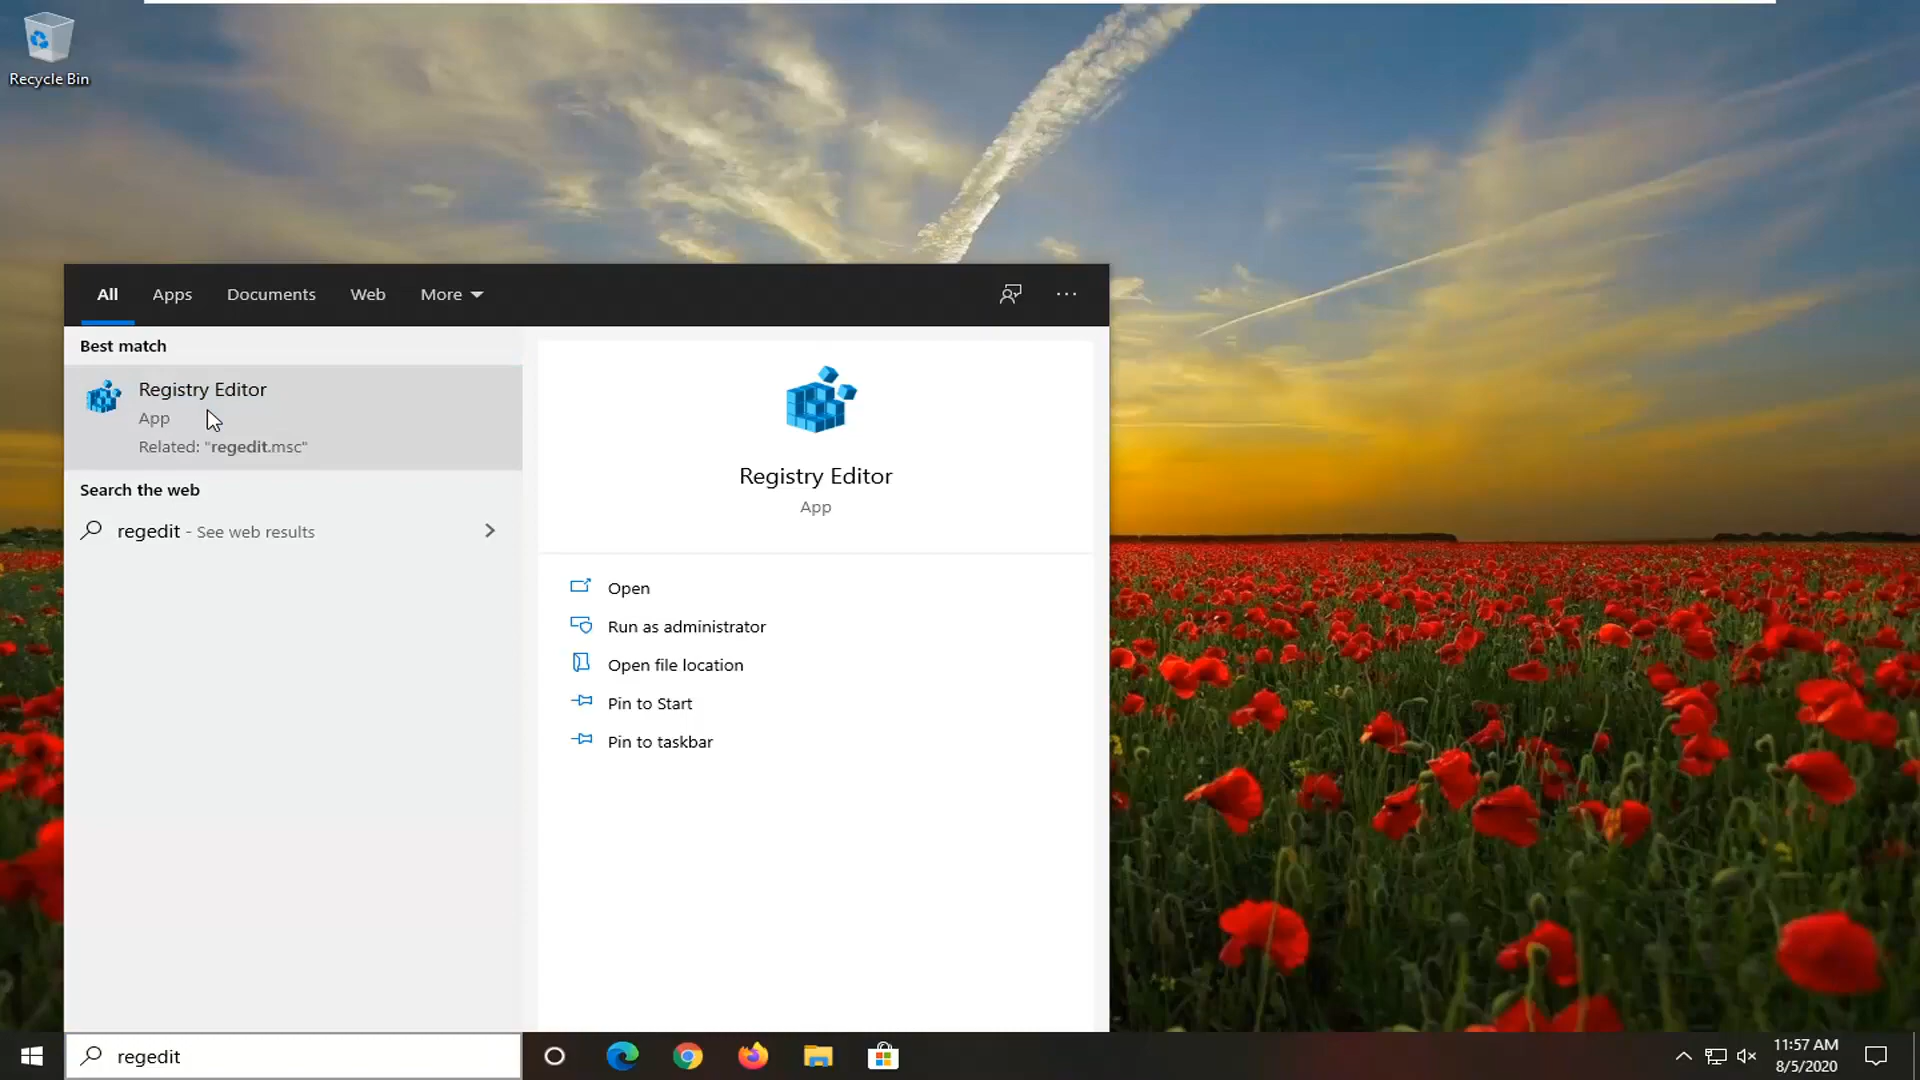 Recycle Bin
All Apps Documents Web More
Best match
Registry Editor
App
Related: "regedit.msc"
Search the web
regedit - See web results
Registry Editor
App
Open
Run as administrator
Open file location
Pin to Start
Pin to taskbar
regedit
11:57 AM
8/5/2020